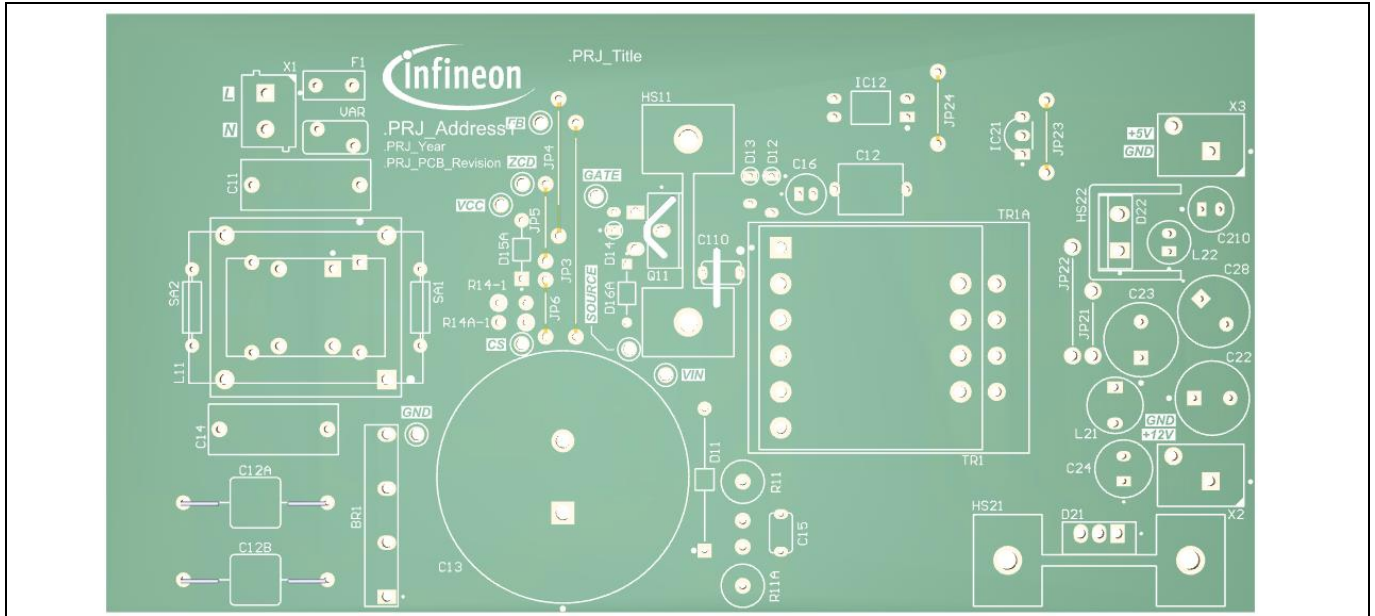 infineon
.PRJ_Title
.PRJ_Address1
.PRJ_Year
.PRJ_PCB_Revision
X1
F1
L
N
VAR
C11
FB
ZCD
VCC
GATE
JP4
JP5
JP3
JP6
D15A
R14-1
R14A-1
CS
SOURCE
D14
Q11
D16A
HS11
C110
VIN
D13
D12
C16
C12
IC12
JP24
IC21
JP23
X3
+5V
GND
HS22
D22
C210
L22
TR1A
TR1
JP22
JP21
C23
C28
C22
L21
GND
+12V
C24
X2
HS21
D21
SA2
SA1
L11
C14
GND
C12A
C12B
BR1
C13
D11
R11
C15
R11A